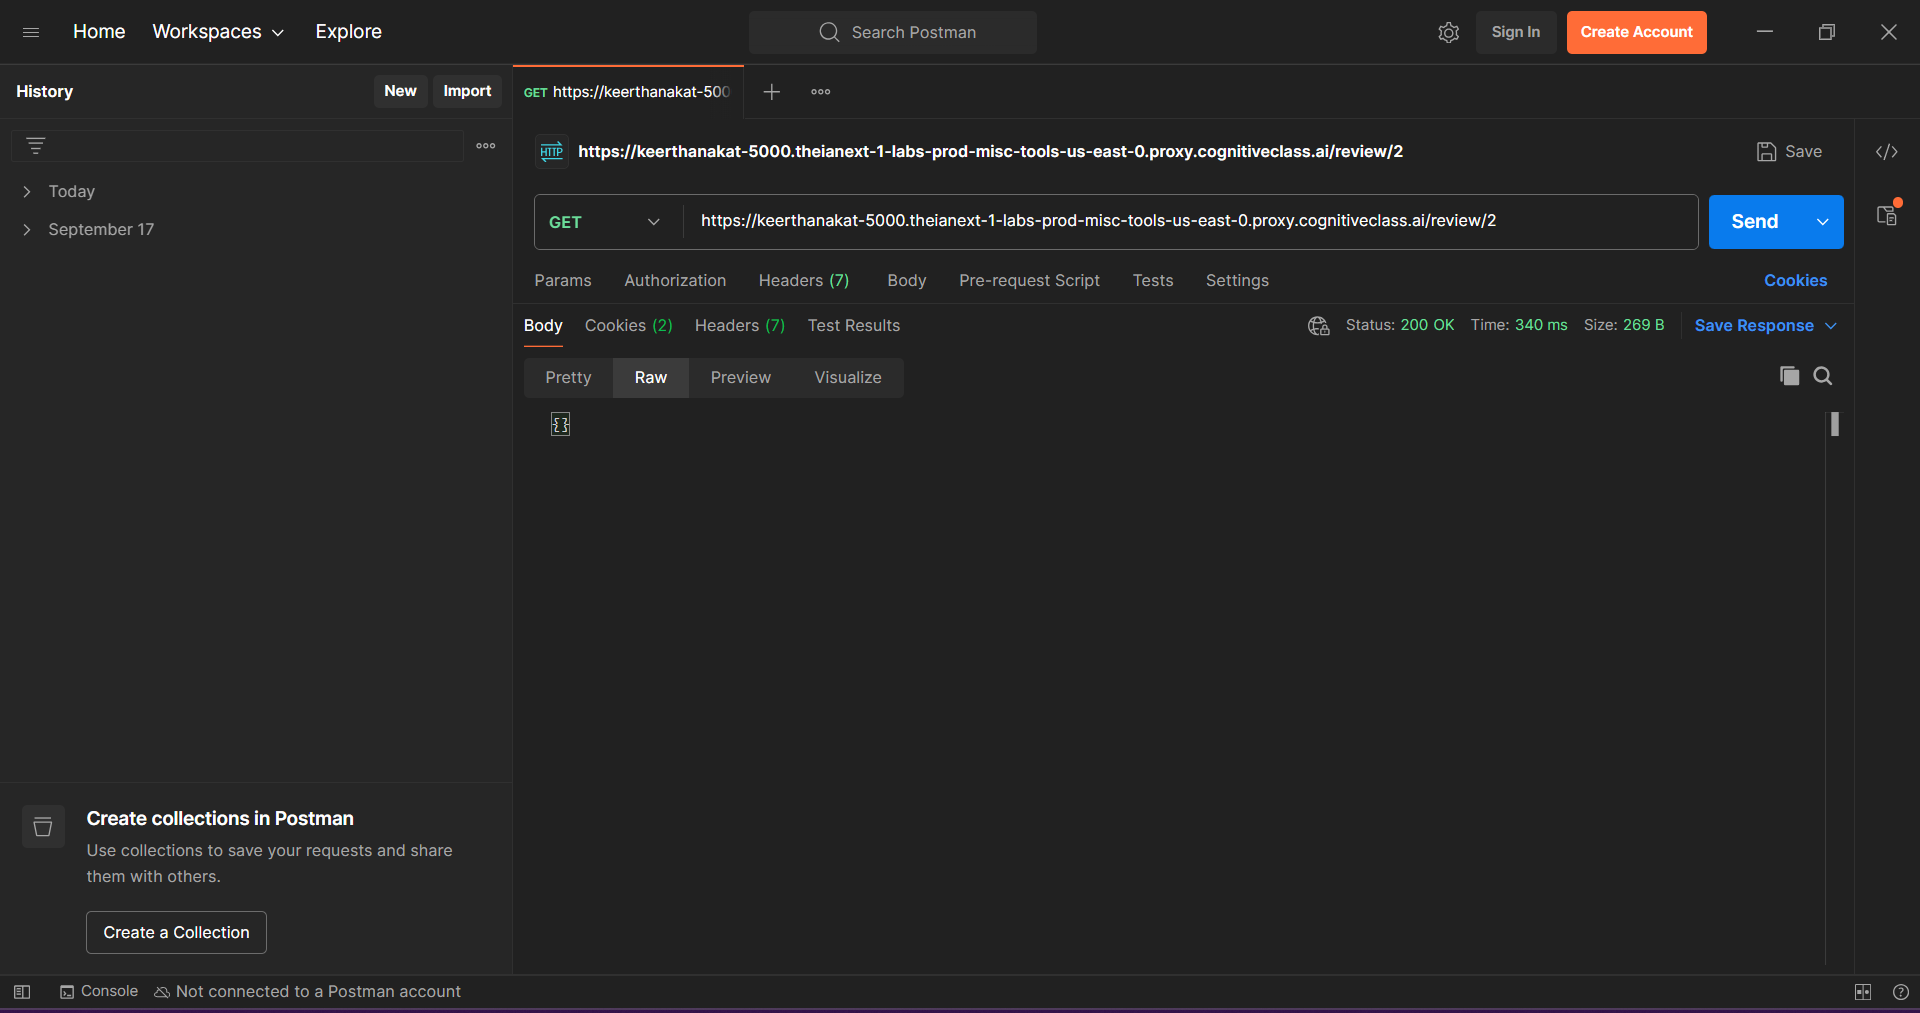 Home Workspaces Explore Search Postman Sign In Create Account
History New Import GET https://keerthanakat-500
https://keerthanakat-5000.theianext-1-labs-prod-misc-tools-us-east-0.proxy.cognitiveclass.ai/review/2 Save
Today
September 17
GET https://keerthanakat-5000.theianext-1-labs-prod-misc-tools-us-east-0.proxy.cognitiveclass.ai/review/2 Send
Params Authorization Headers (7) Body Pre-request Script Tests Settings Cookies
Body Cookies (2) Headers (7) Test Results Status: 200 OK Time: 340 ms Size: 269 B Save Response
Pretty Raw Preview Visualize
{}
Create collections in Postman
Use collections to save your requests and share
them with others.
Create a Collection
Console Not connected to a Postman account